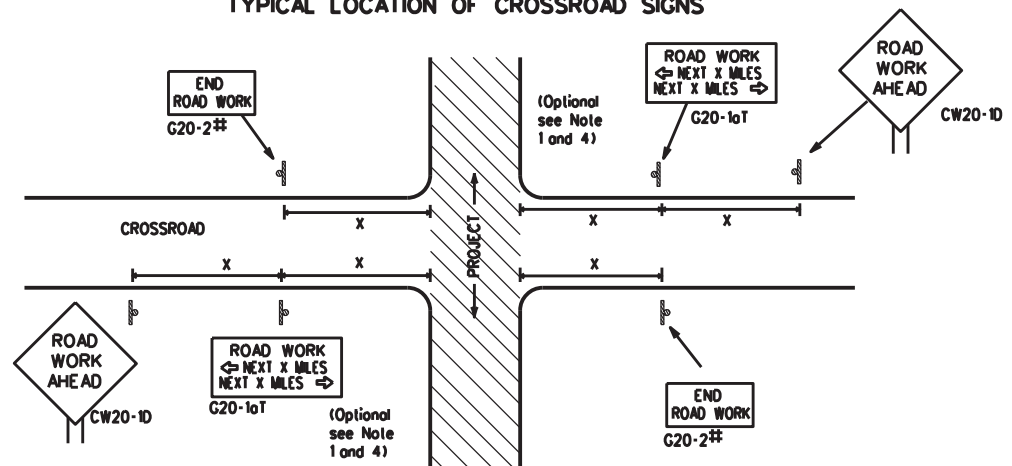 TYPICAL LOCATION OF CROSSROAD SIGNS
END
ROAD WORK
G20-2#
(Optional
see Note
1 and 4)
ROAD WORK
⇦ NEXT X MILES
NEXT X MILES ⇨
G20-1aT
ROAD
WORK
AHEAD
CW20-1D
CROSSROAD
X
X
X
PROJECT
X
X
X
ROAD
WORK
AHEAD
CW20-1D
ROAD WORK
⇦ NEXT X MILES
NEXT X MILES ⇨
G20-1aT
(Optional
see Note
1 and 4)
END
ROAD WORK
G20-2#